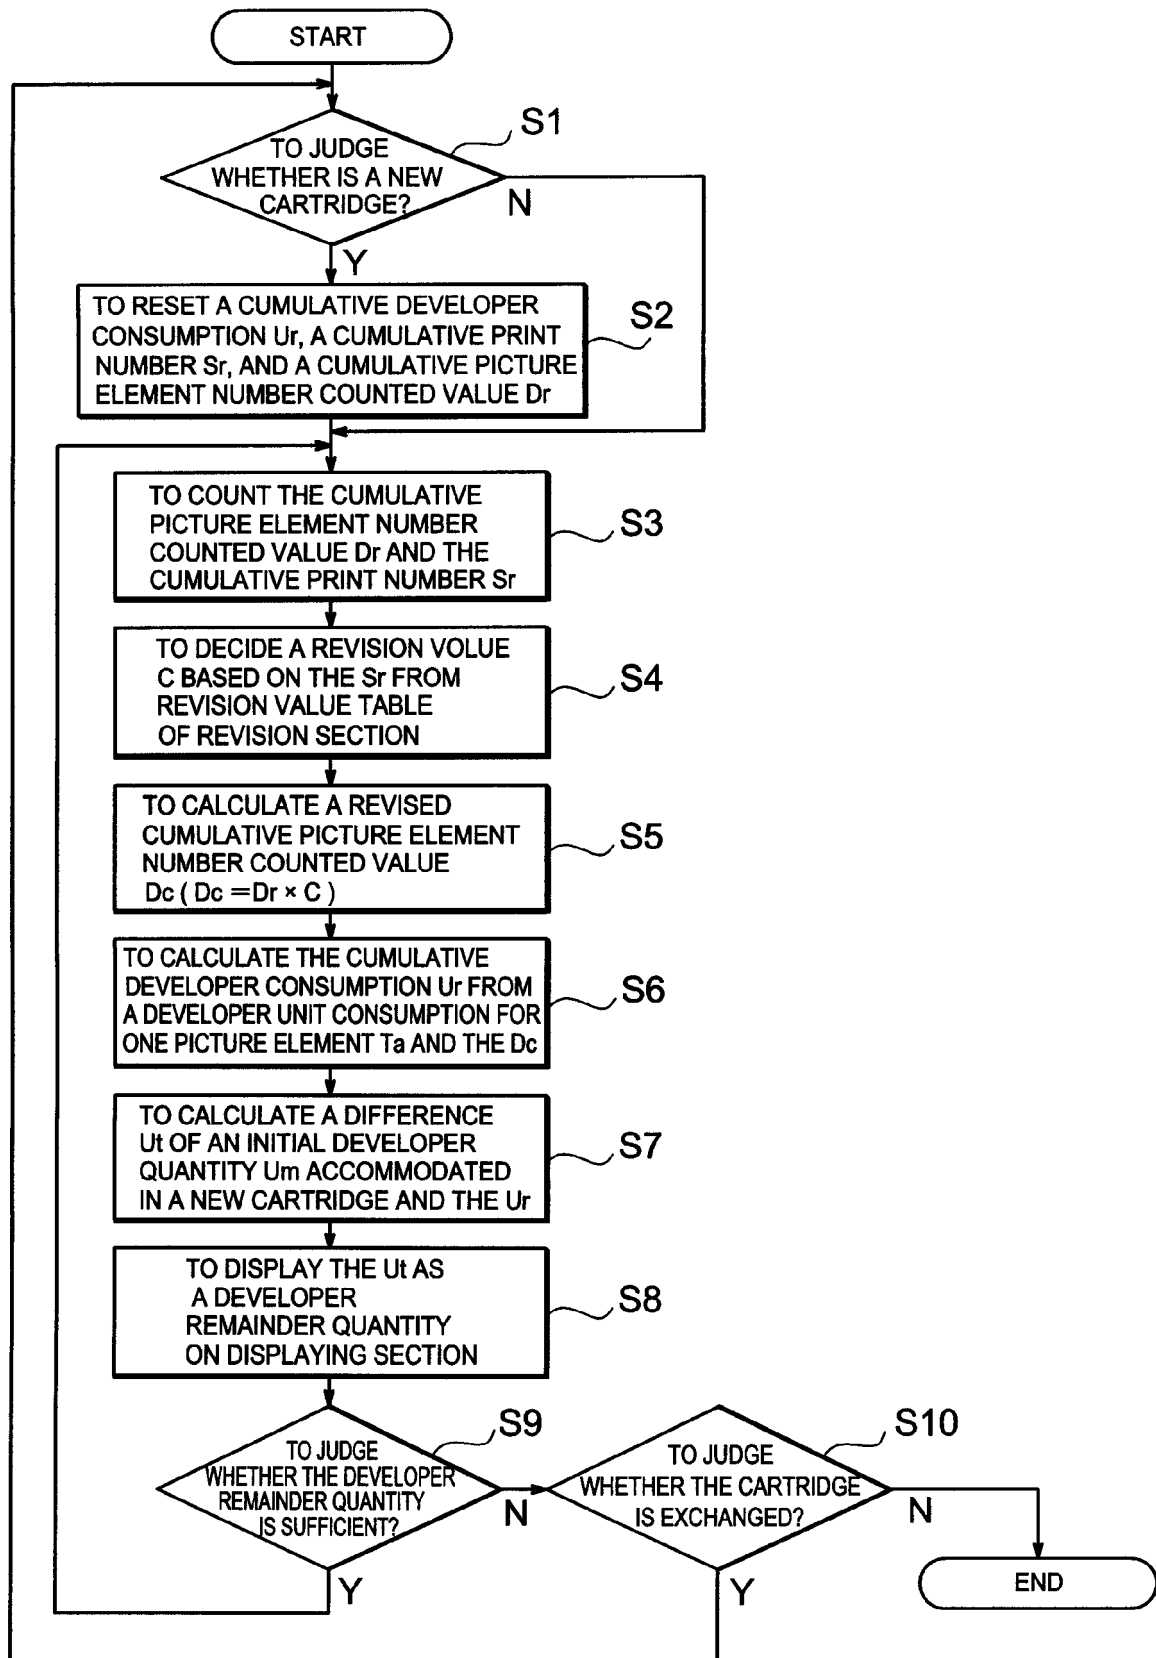 START
S1
TO JUDGE
WHETHER IS A NEW
CARTRIDGE?
N
Y
S2
TO RESET A CUMULATIVE DEVELOPER
CONSUMPTION Ur, A CUMULATIVE PRINT
NUMBER Sr, AND A CUMULATIVE PICTURE
ELEMENT NUMBER COUNTED VALUE Dr
S3
TO COUNT THE CUMULATIVE
PICTURE ELEMENT NUMBER
COUNTED VALUE Dr AND THE
CUMULATIVE PRINT NUMBER Sr
S4
TO DECIDE A REVISION VOLUE
C BASED ON THE Sr FROM
REVISION VALUE TABLE
OF REVISION SECTION
S5
TO CALCULATE A REVISED
CUMULATIVE PICTURE ELEMENT
NUMBER COUNTED VALUE
Dc ( Dc =Dr × C )
S6
TO CALCULATE THE CUMULATIVE
DEVELOPER CONSUMPTION Ur FROM
A DEVELOPER UNIT CONSUMPTION FOR
ONE PICTURE ELEMENT Ta AND THE Dc
S7
TO CALCULATE A DIFFERENCE
Ut OF AN INITIAL DEVELOPER
QUANTITY Um ACCOMMODATED
IN A NEW CARTRIDGE AND THE Ur
S8
TO DISPLAY THE Ut AS
A DEVELOPER
REMAINDER QUANTITY
ON DISPLAYING SECTION
S9
TO JUDGE
WHETHER THE DEVELOPER
REMAINDER QUANTITY
IS SUFFICIENT?
N
Y
S10
TO JUDGE
WHETHER THE CARTRIDGE
IS EXCHANGED?
N
Y
END